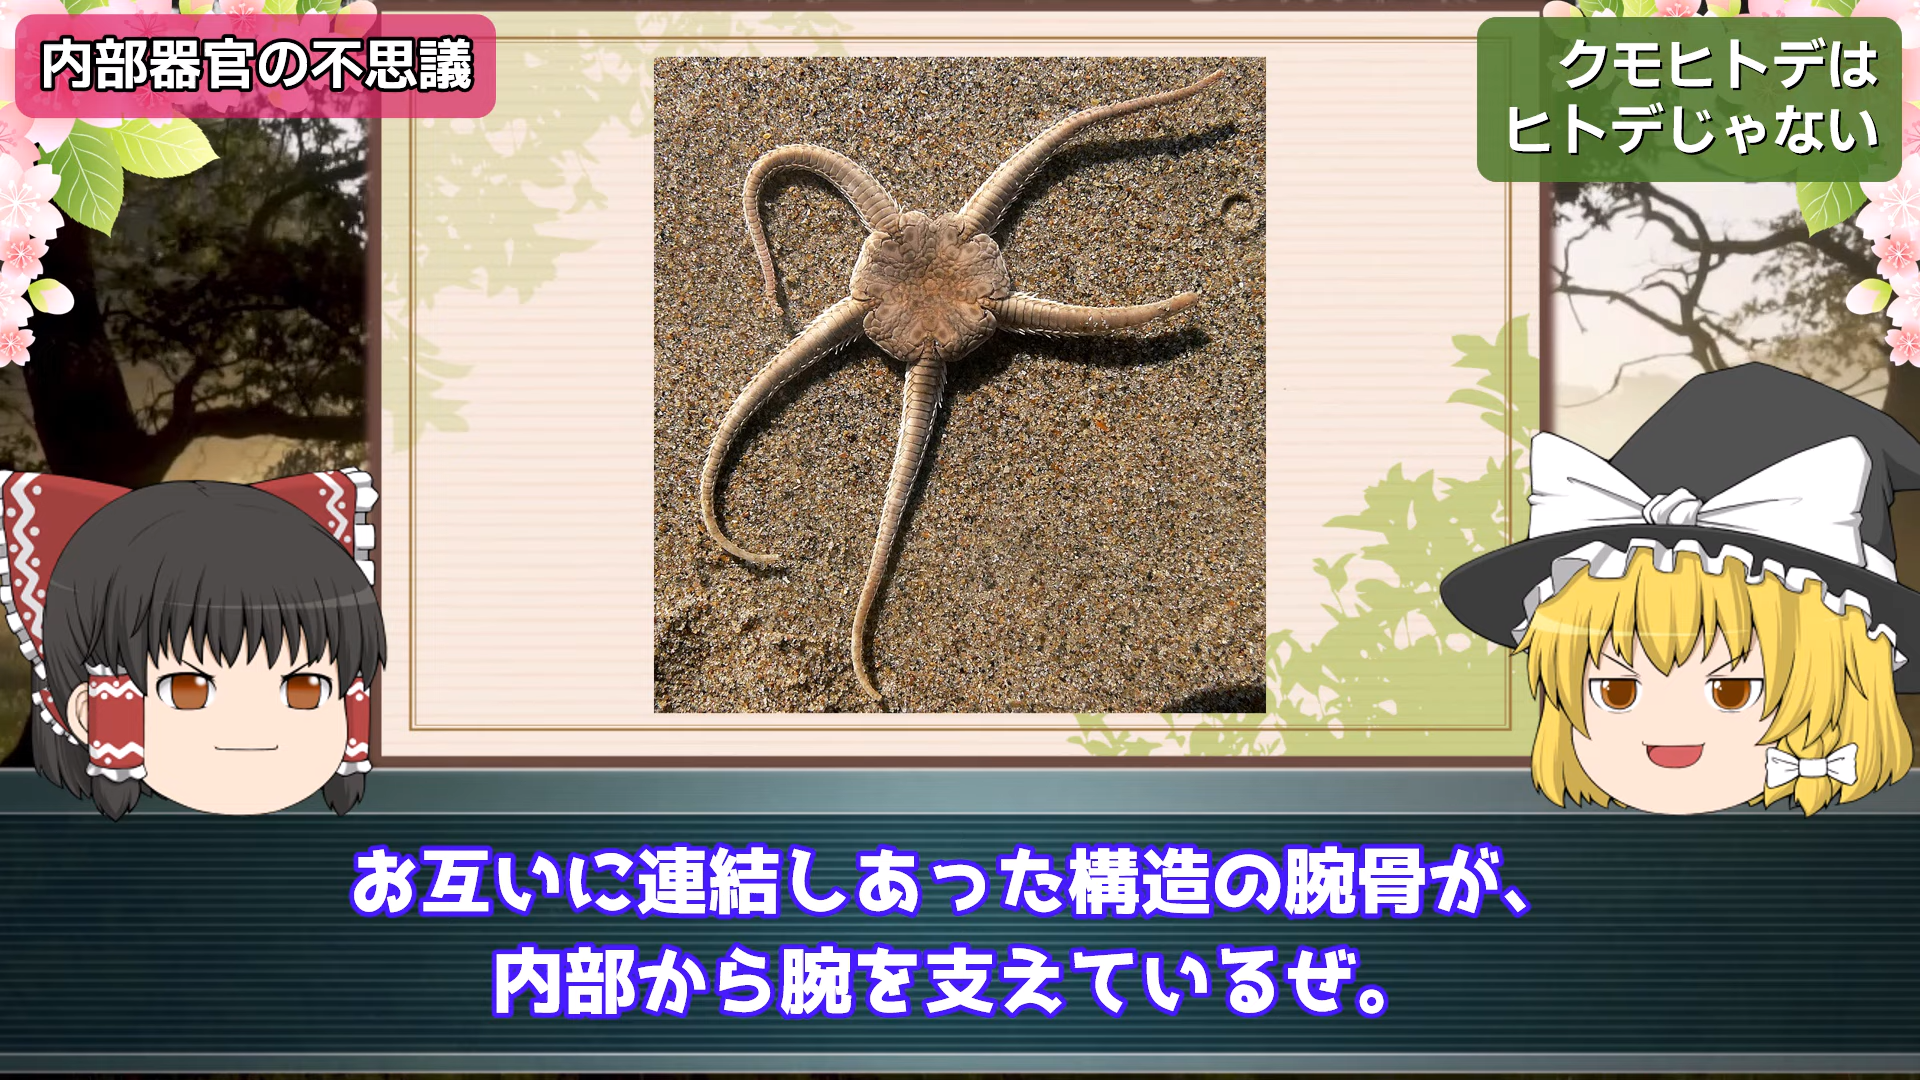 内部器官の不思議
クモヒトデは
ヒトデじゃない
お互いに連結しあった構造の腕骨が、
内部から腕を支えているぜ。